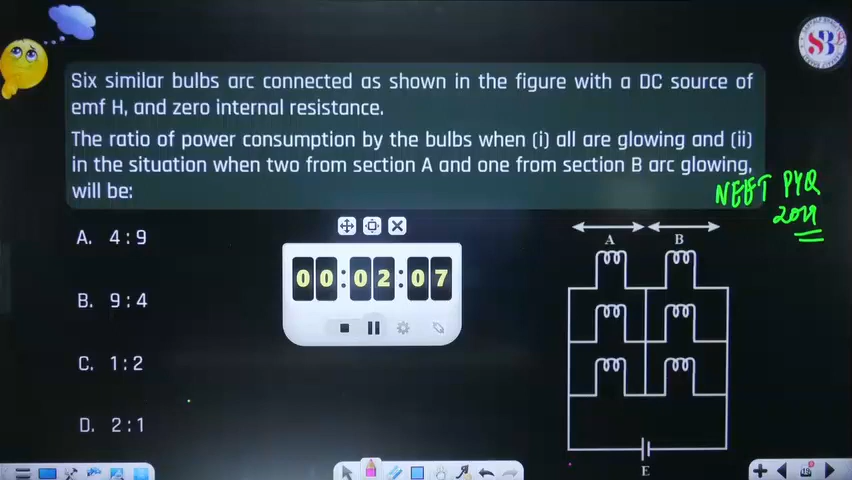 SB
Six similar bulbs arc connected as shown in the figure with a DC source of
emf H, and zero internal resistance.
The ratio of power consumption by the bulbs when (i) all are glowing and (ii)
in the situation when two from section A and one from section B arc glowing,
will be:
NEET PYQ
2019
A. 4 : 9
B. 9 : 4
C. 1 : 2
D. 2 : 1
00:02:07
A B
E